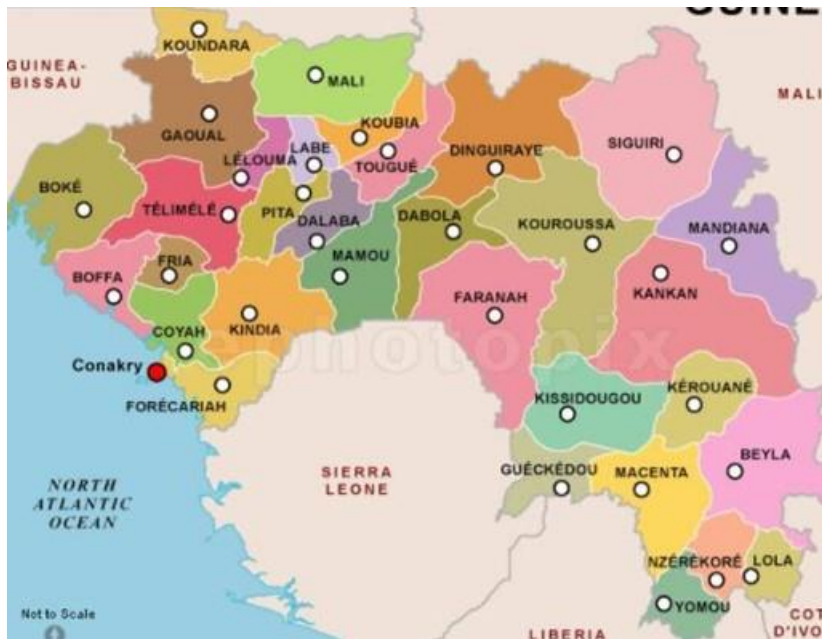 KOUNDARA
GUINEA-
BISSAU
MALI
MALI
GAOUAL
KOUBIA
LABE
LÉLOUMA
TOUGUÉ
DINGUIRAYE
SIGUIRI
BOKÉ
TÉLIMÉLÉ
PITA
DALABA
DABOLA
KOUROUSSA
MANDIANA
MAMOU
FRIA
BOFFA
FARANAH
KANKAN
COYAH
KINDIA
Conakry
FORÉCARIAH
KISSIDOUGOU
KÉROUANÉ
SIERRA
LEONE
GUÉCKÉDOU
MACENTA
BEYLA
NORTH
ATLANTIC
OCEAN
NZÉRÉKORÉ
LOLA
YOMOU
Not to Scale
LIBERIA
D'IVO